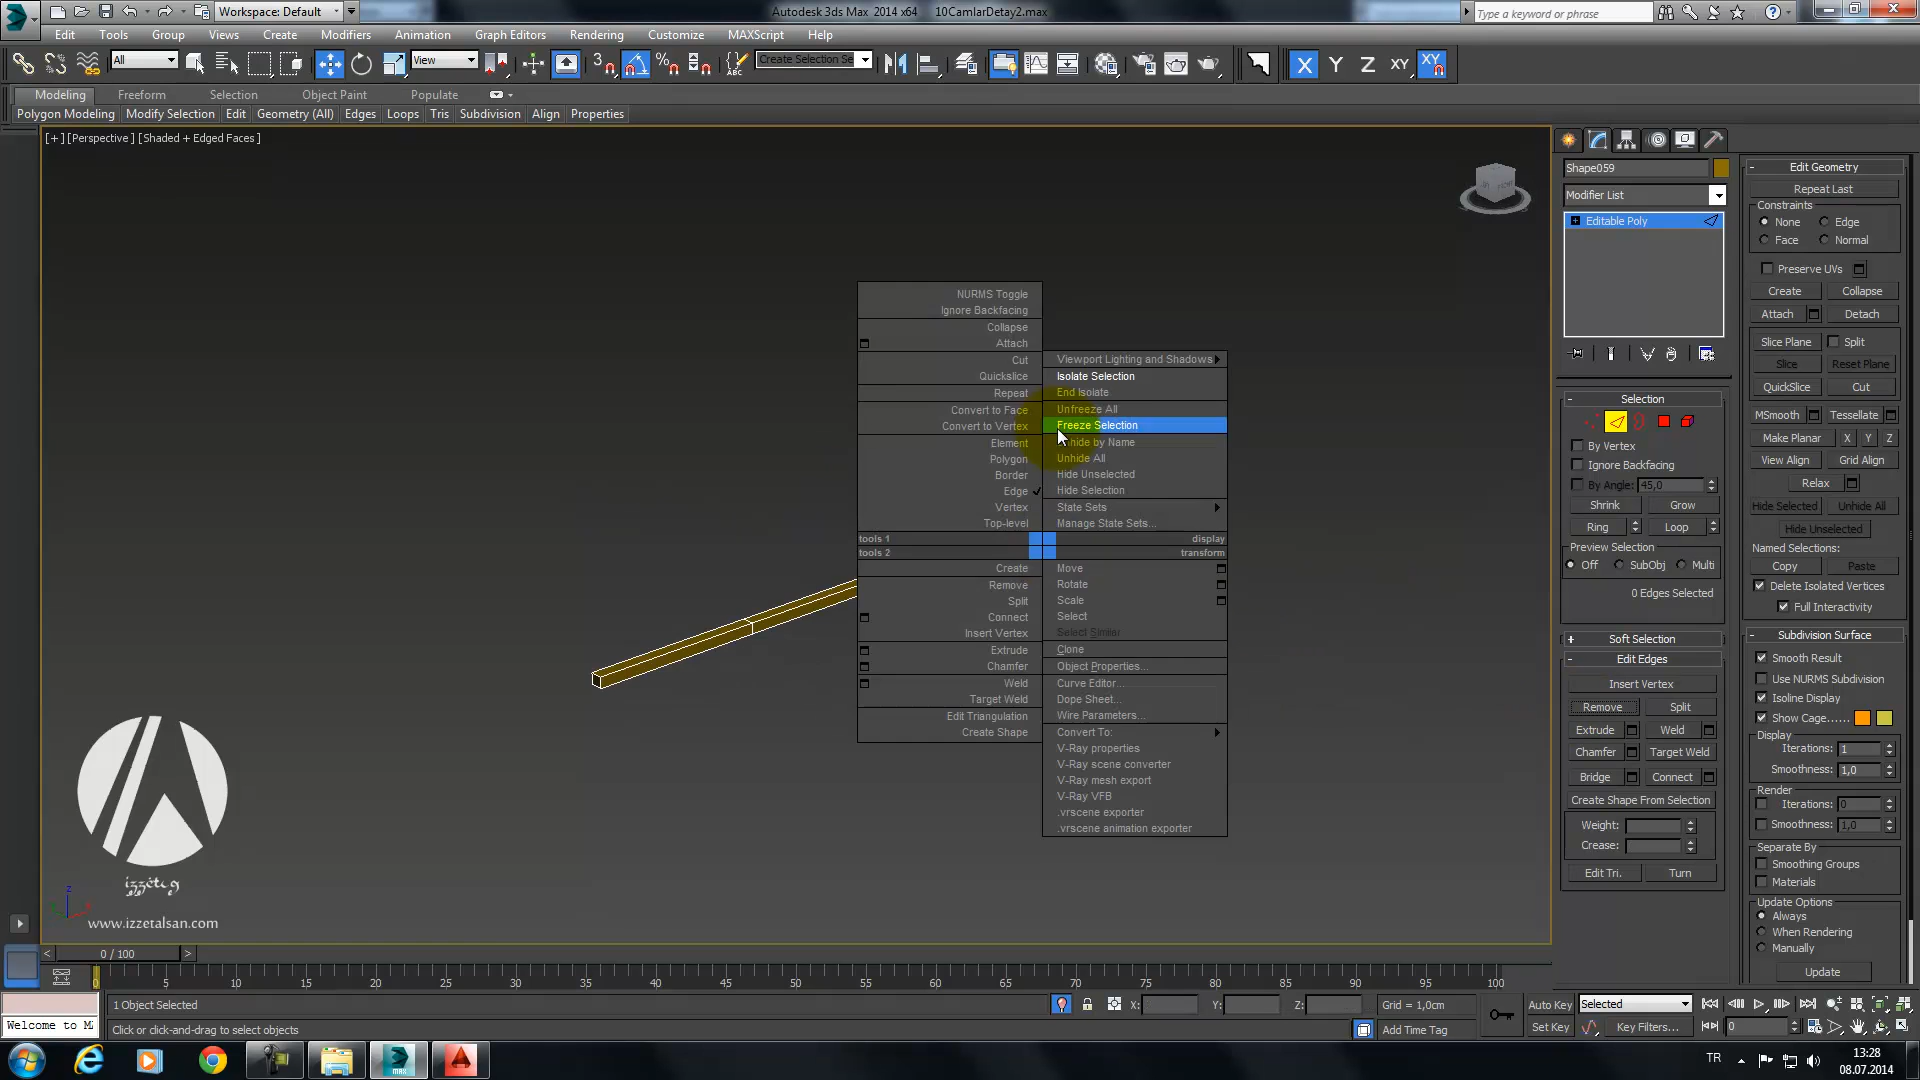 Workspace: Default
Autodesk 3ds Max 2014 x64    10CamlarDetay2.max
Type a keyword or phrase
Edit Tools Group Views Create Modifiers Animation Graph Editors Rendering Customize MAXScript Help
All View Create Selection Se X Y Z XY XY
Modeling Freeform Selection Object Paint Populate
Polygon Modeling Modify Selection Edit Geometry (All) Edges Loops Tris Subdivision Align Properties
[+] [Perspective] [Shaded + Edged Faces]
NURMS Toggle
Ignore Backfacing
Collapse
Attach
Cut
Quickslice
Repeat
Convert to Face
Convert to Vertex
Element
Polygon
Border
Edge
Vertex
Top-level
tools 1
tools 2
Create
Remove
Split
Connect
Insert Vertex
Extrude
Chamfer
Weld
Target Weld
Edit Triangulation
Create Shape
Viewport Lighting and Shadows
Isolate Selection
End Isolate
Unfreeze All
Freeze Selection
Unhide All
Hide Unselected
Hide Selection
State Sets
Manage State Sets...
display
transform
Move
Rotate
Scale
Select
Select Similar
Clone
Object Properties...
Curve Editor...
Dope Sheet...
Wire Parameters...
Convert To:
V-Ray properties
V-Ray scene converter
V-Ray mesh export
V-Ray VFB
.vrscene exporter
.vrscene animation exporter
www.izzetalsan.com
Shape059
Modifier List
Editable Poly
Selection
By Vertex
Ignore Backfacing
By Angle: 45,0
Shrink Grow
Ring Loop
Preview Selection
Off SubObj Multi
0 Edges Selected
Soft Selection
Edit Edges
Insert Vertex
Remove Split
Extrude Weld
Chamfer Target Weld
Bridge Connect
Create Shape From Selection
Weight:
Crease:
Edit Tri. Turn
Edit Geometry
Repeat Last
Constraints
None Edge
Face Normal
Preserve UVs
Create Collapse
Attach Detach
Slice Plane Split
Slice Reset Plane
QuickSlice Cut
MSmooth Tessellate
Make Planar X Y Z
View Align Grid Align
Relax
Hide Selected Unhide All
Hide Unselected
Named Selections:
Copy Paste
Delete Isolated Vertices
Full Interactivity
Subdivision Surface
Smooth Result
Use NURMS Subdivision
Isoline Display
Show Cage......
Display
Iterations: 1
Smoothness: 1,0
Render
Iterations: 0
Smoothness: 1,0
Separate By
Smoothing Groups
Materials
Update Options
Always
When Rendering
Manually
Update
< 0 / 100 >
0 5 10 15 20 25 30 35 40 45 50 55 60 65 70 75 80 85 90 95 100
1 Object Selected X: Y: Z: Grid = 1,0cm Auto Key Selected
Welcome to Click or click-and-drag to select objects Add Time Tag Set Key Key Filters... 0
MAX
TR 13:28
08.07.2014